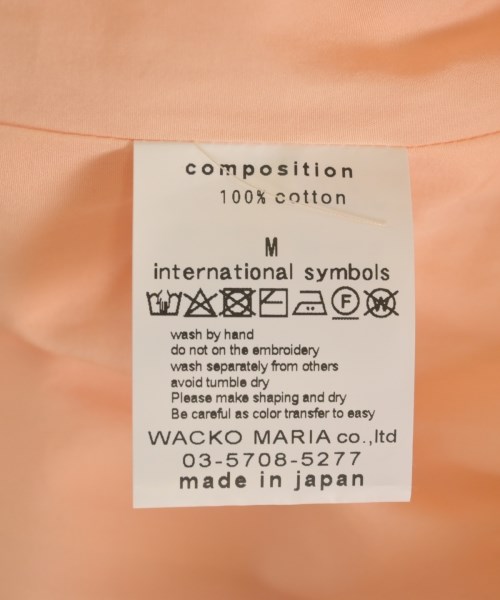 composition
100% cotton
M
international symbols
F W
wash by hand
do not on the embroidery
wash separately from others
avoid tumble dry
Please make shaping and dry
Be careful as color transfer to easy
WACKO MARIA co.,ltd
03-5708-5277
made in japan